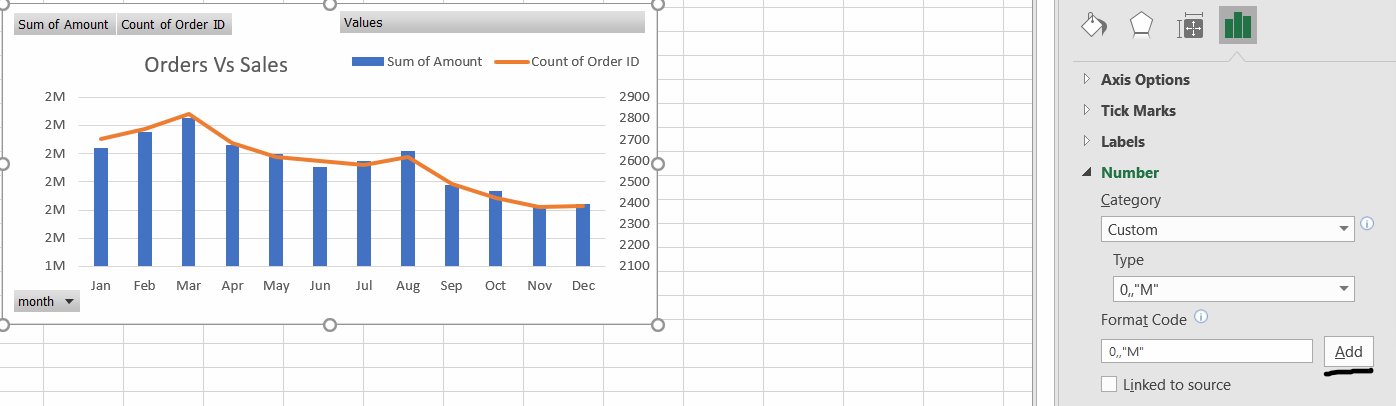 Sum of Amount Count of Order ID Values
Orders Vs Sales
Sum of Amount Count of Order ID
2M
2M
2M
2M
2M
2M
1M
2900
2800
2700
2600
2500
2400
2300
2200
2100
Jan Feb Mar Apr May Jun Jul Aug Sep Oct Nov Dec
month
Axis Options
Tick Marks
Labels
Number
Category
Custom
Type
0,,"M"
Format Code
0,,"M" Add
Linked to source